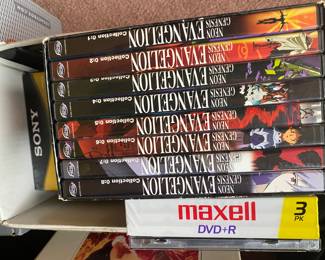 SONY
NEON
GENESIS
EVANGELION
Collection 0:1
NEON
GENESIS
EVANGELION
Collection 0:2
NEON
GENESIS
EVANGELION
Collection 0:3
NEON
GENESIS
EVANGELION
Collection 0:4
NEON
GENESIS
EVANGELION
Collection 0:5
NEON
GENESIS
EVANGELION
Collection 0:6
NEON
GENESIS
EVANGELION
Collection 0:7
NEON
GENESIS
EVANGELION
Collection 0:8
maxell
DVD+R
3
PK